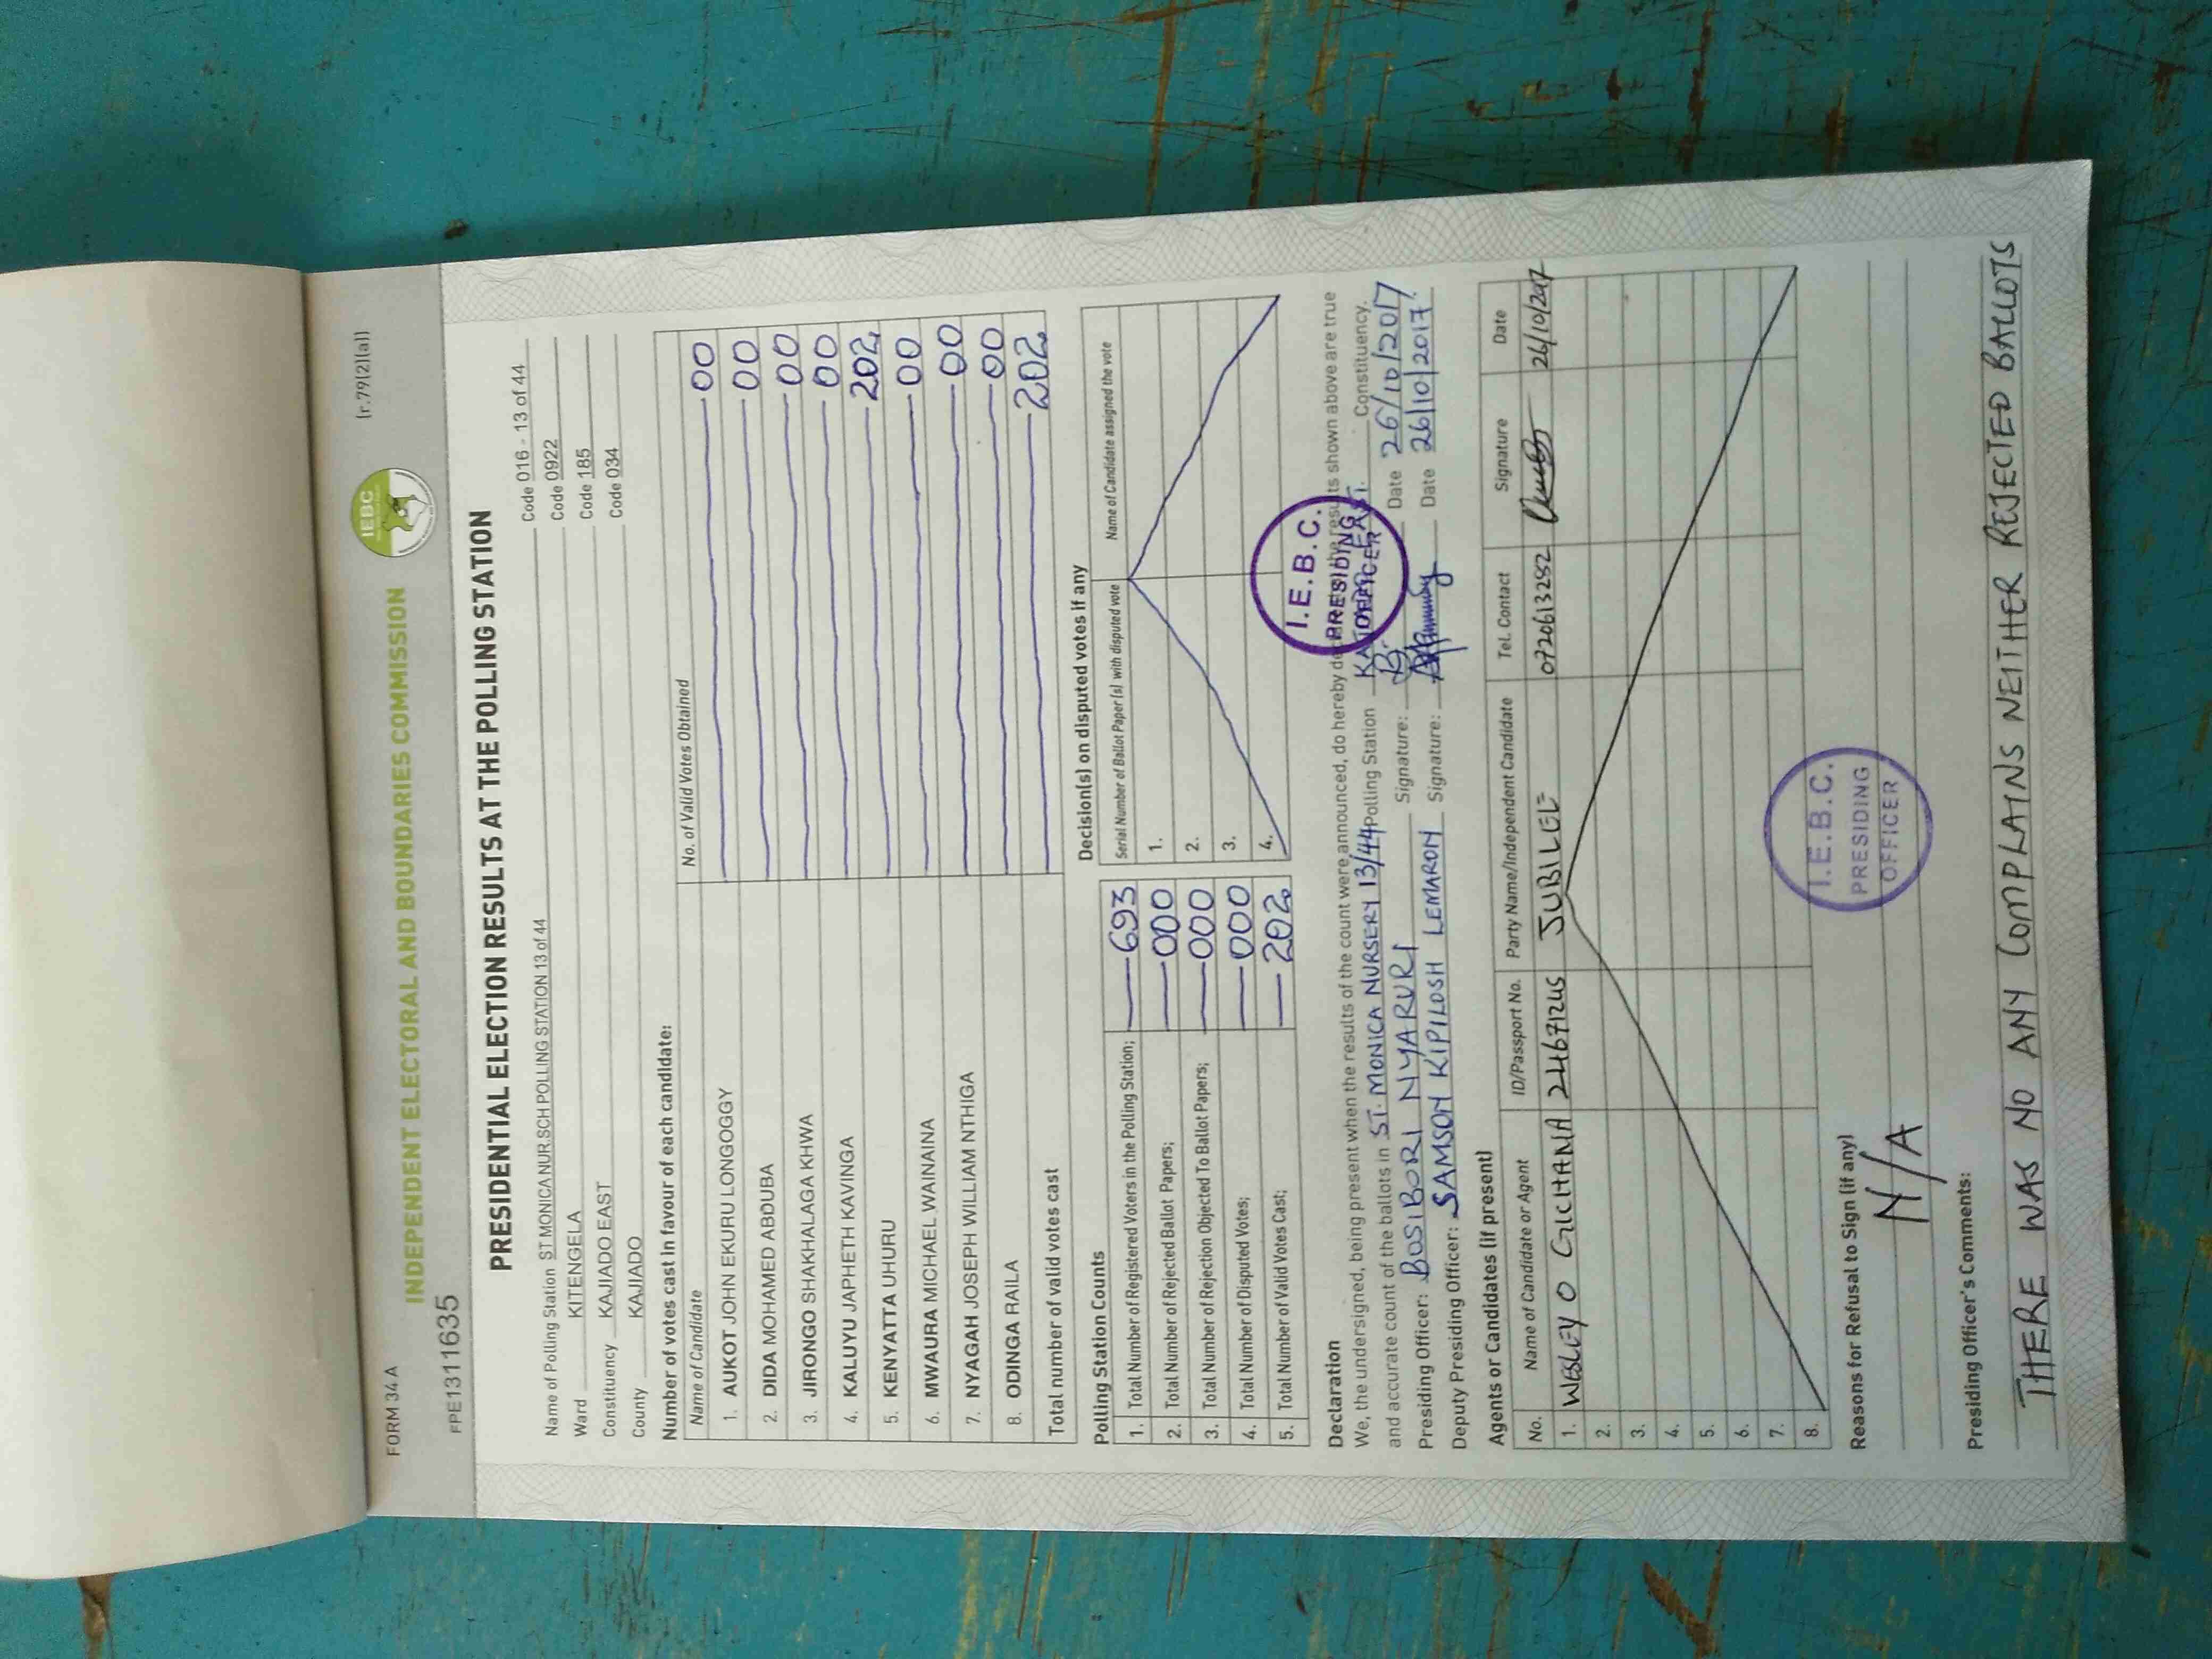 FORM 34 A
(r.79(2)(a))
INDEPENDENT ELECTORAL AND BOUNDARIES COMMISSION
IEBC
FPE1311635
PRESIDENTIAL ELECTION RESULTS AT THE POLLING STATION
Name of Polling Station ST MONICA NUR.SCH POLLING STATION 13 of 44 Code 016 - 13 of 44
Ward KITENGELA Code 0922
Constituency KAJIADO EAST Code 185
County KAJIADO Code 034
Number of votes cast in favour of each candidate:
Name of Candidate No. of Valid Votes Obtained
1. AUKOT JOHN EKURU LONGOGGY 00
2. DIDA MOHAMED ABDUBA 00
3. JIRONGO SHAKHALAGA KHWA 00
4. KALUYU JAPHETH KAVINGA 00
5. KENYATTA UHURU 202
6. MWAURA MICHAEL WAINAINA 00
7. NYAGAH JOSEPH WILLIAM NTHIGA 00
8. ODINGA RAILA 00
Total number of valid votes cast 202
Polling Station Counts
1. Total Number of Registered Voters in the Polling Station; 693
2. Total Number of Rejected Ballot Papers; 000
3. Total Number of Rejection Objected To Ballot Papers; 000
4. Total Number of Disputed Votes; 000
5. Total Number of Valid Votes Cast; 202
Decision(s) on disputed votes if any
Serial Number of Ballot Paper(s) with disputed vote Name of Candidate assigned the vote
1.
2.
3.
4.
Declaration
We, the undersigned, being present when the results of the count were announced, do hereby declare that the results shown above are true
and accurate count of the ballots in ST. MONICA NURSERY 13/44 Polling Station KAJIADO EAST. Constituency.
Presiding Officer: BOSIBORI NYARURI Signature: Date 26/10/2017
Deputy Presiding Officer: SAMSON KIPILOSH LEMARON Signature: Date 26/10/2017.
I.E.B.C.
PRESIDING
OFFICER
Agents or Candidates (if present)
No. Name of Candidate or Agent ID/Passport No. Party Name/Independent Candidate Tel. Contact Signature Date
1. WESLEY O GICHANA 24671245 JUBILEE 0720613282 26/10/2017
2.
3.
4.
5.
6.
7.
8.
Reasons for Refusal to Sign (if any)
N/A
I.E.B.C.
PRESIDING
OFFICER
Presiding Officer's Comments:
THERE WAS NO ANY COMPLAINS NEITHER REJECTED BALLOTS